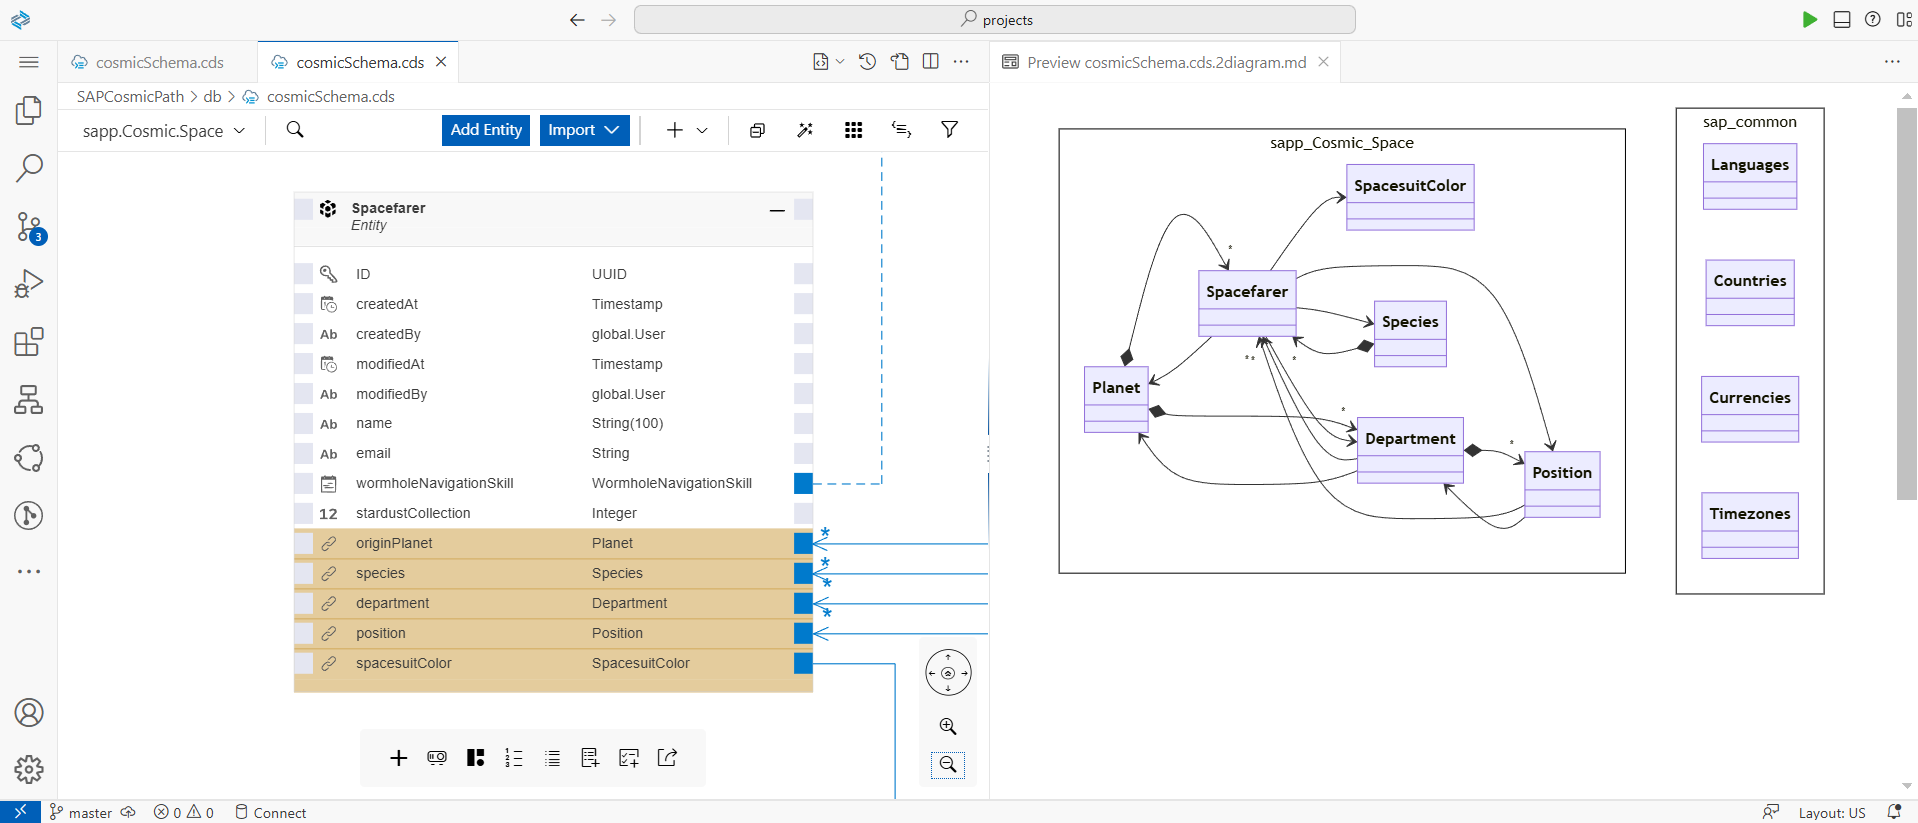 projects
cosmicSchema.cds
cosmicSchema.cds
Preview cosmicSchema.cds.2diagram.md
SAPCosmicPath > db > cosmicSchema.cds
sapp.Cosmic.Space
Add Entity
Import
Spacefarer
Entity
ID UUID
createdAt Timestamp
Ab createdBy global.User
modifiedAt Timestamp
Ab modifiedBy global.User
Ab name String(100)
Ab email String
wormholeNavigationSkill WormholeNavigationSkill
12 stardustCollection Integer
originPlanet Planet *
species Species *
department Department *
position Position *
spacesuitColor SpacesuitColor
sapp_Cosmic_Space
SpacesuitColor
*
Spacefarer
Species
* * *
Planet
*
Department
*
Position
sap_common
Languages
Countries
Currencies
Timezones
3
master
0 0
Connect
Layout: US